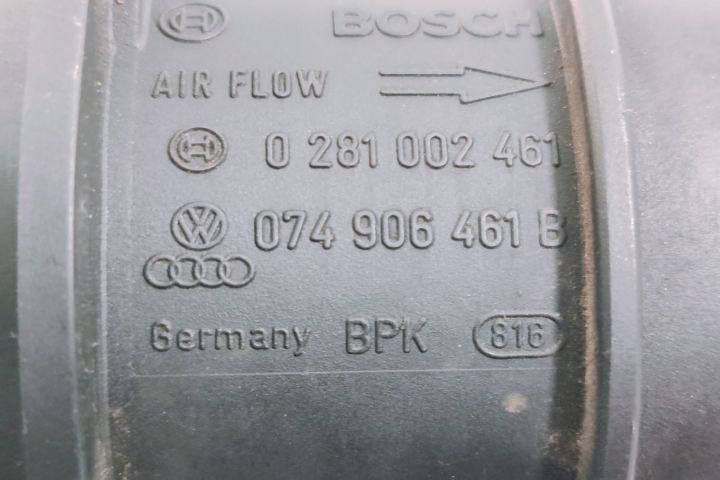 BOSCH
AIR FLOW
0 281 002 461
074 906 461 B
Germany BPK 816